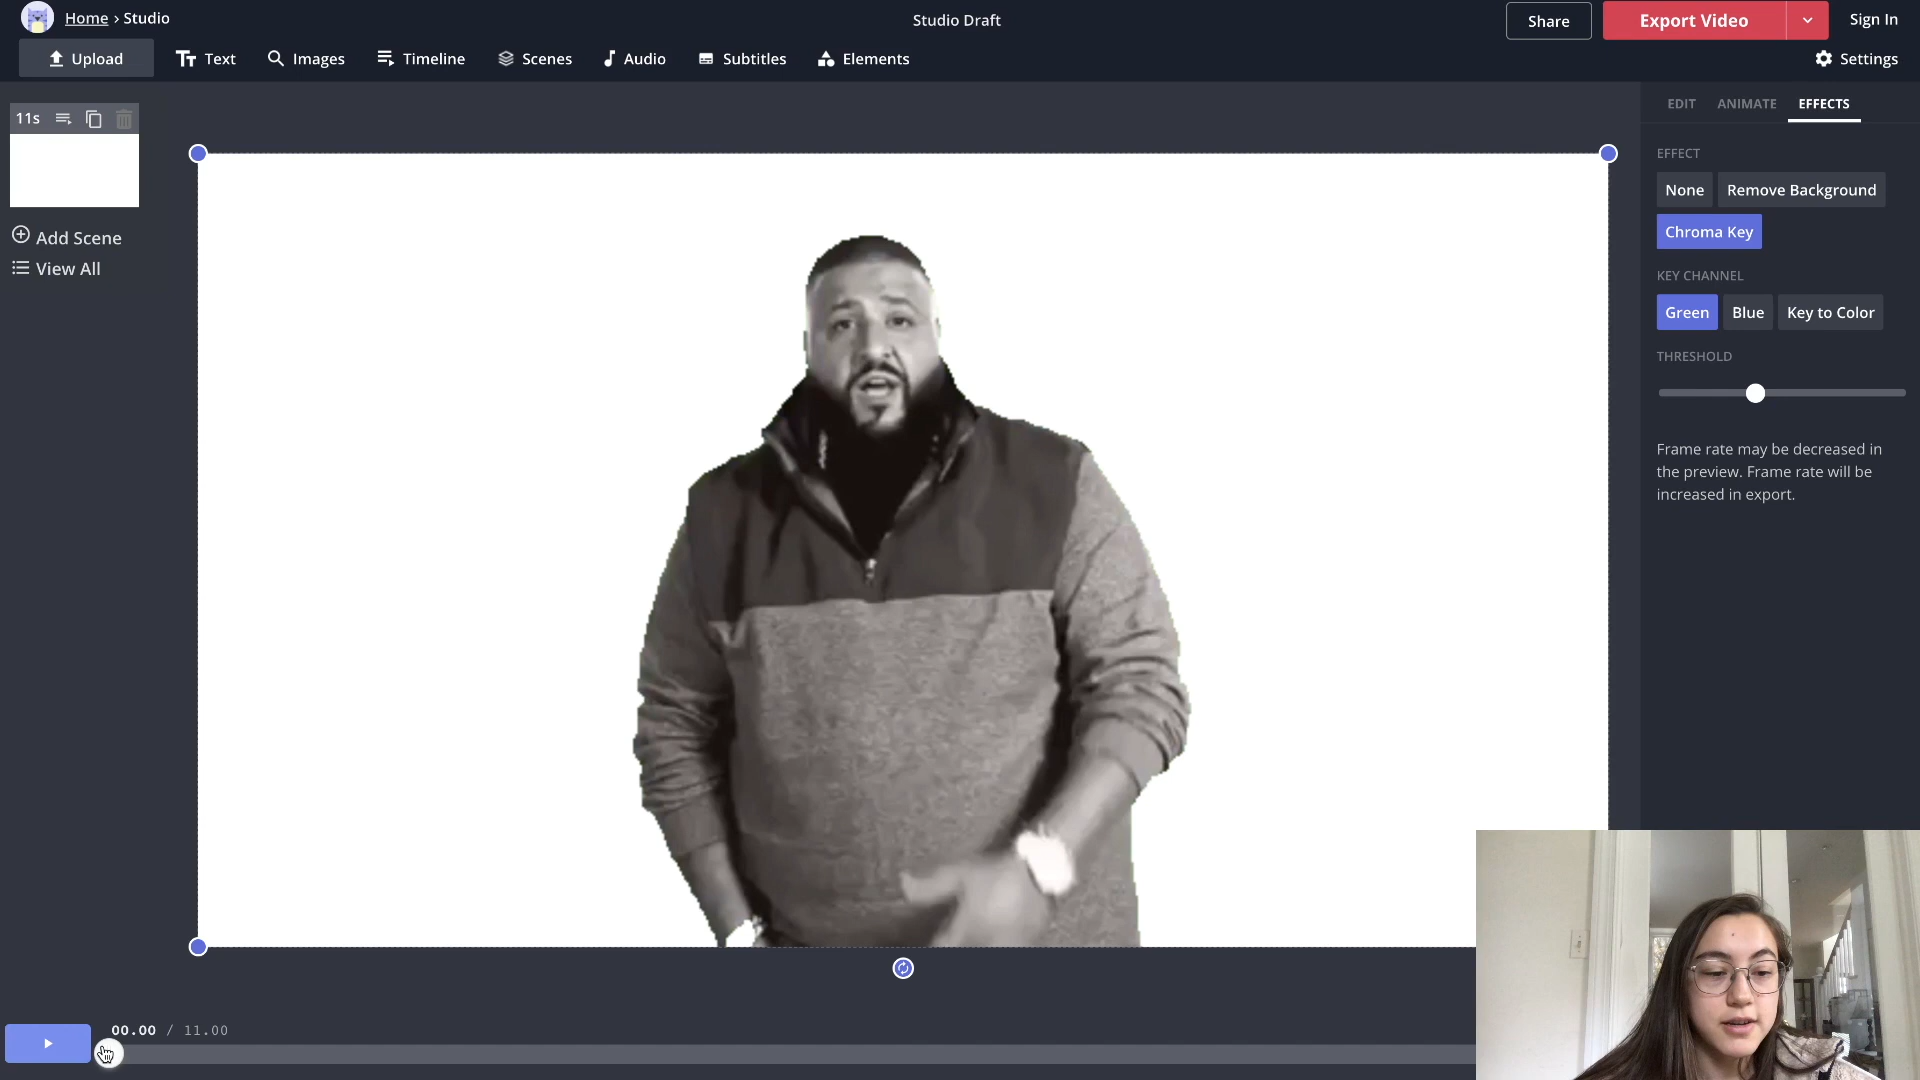 Home › Studio
Studio Draft
Share
Export Video
Sign In
Upload
Text
Images
Timeline
Scenes
Audio
Subtitles
Elements
Settings
11s
Add Scene
View All
EDIT
ANIMATE
EFFECTS
EFFECT
None
Remove Background
Chroma Key
KEY CHANNEL
Green
Blue
Key to Color
THRESHOLD
Frame rate may be decreased in
the preview. Frame rate will be
increased in export.
00.00 / 11.00